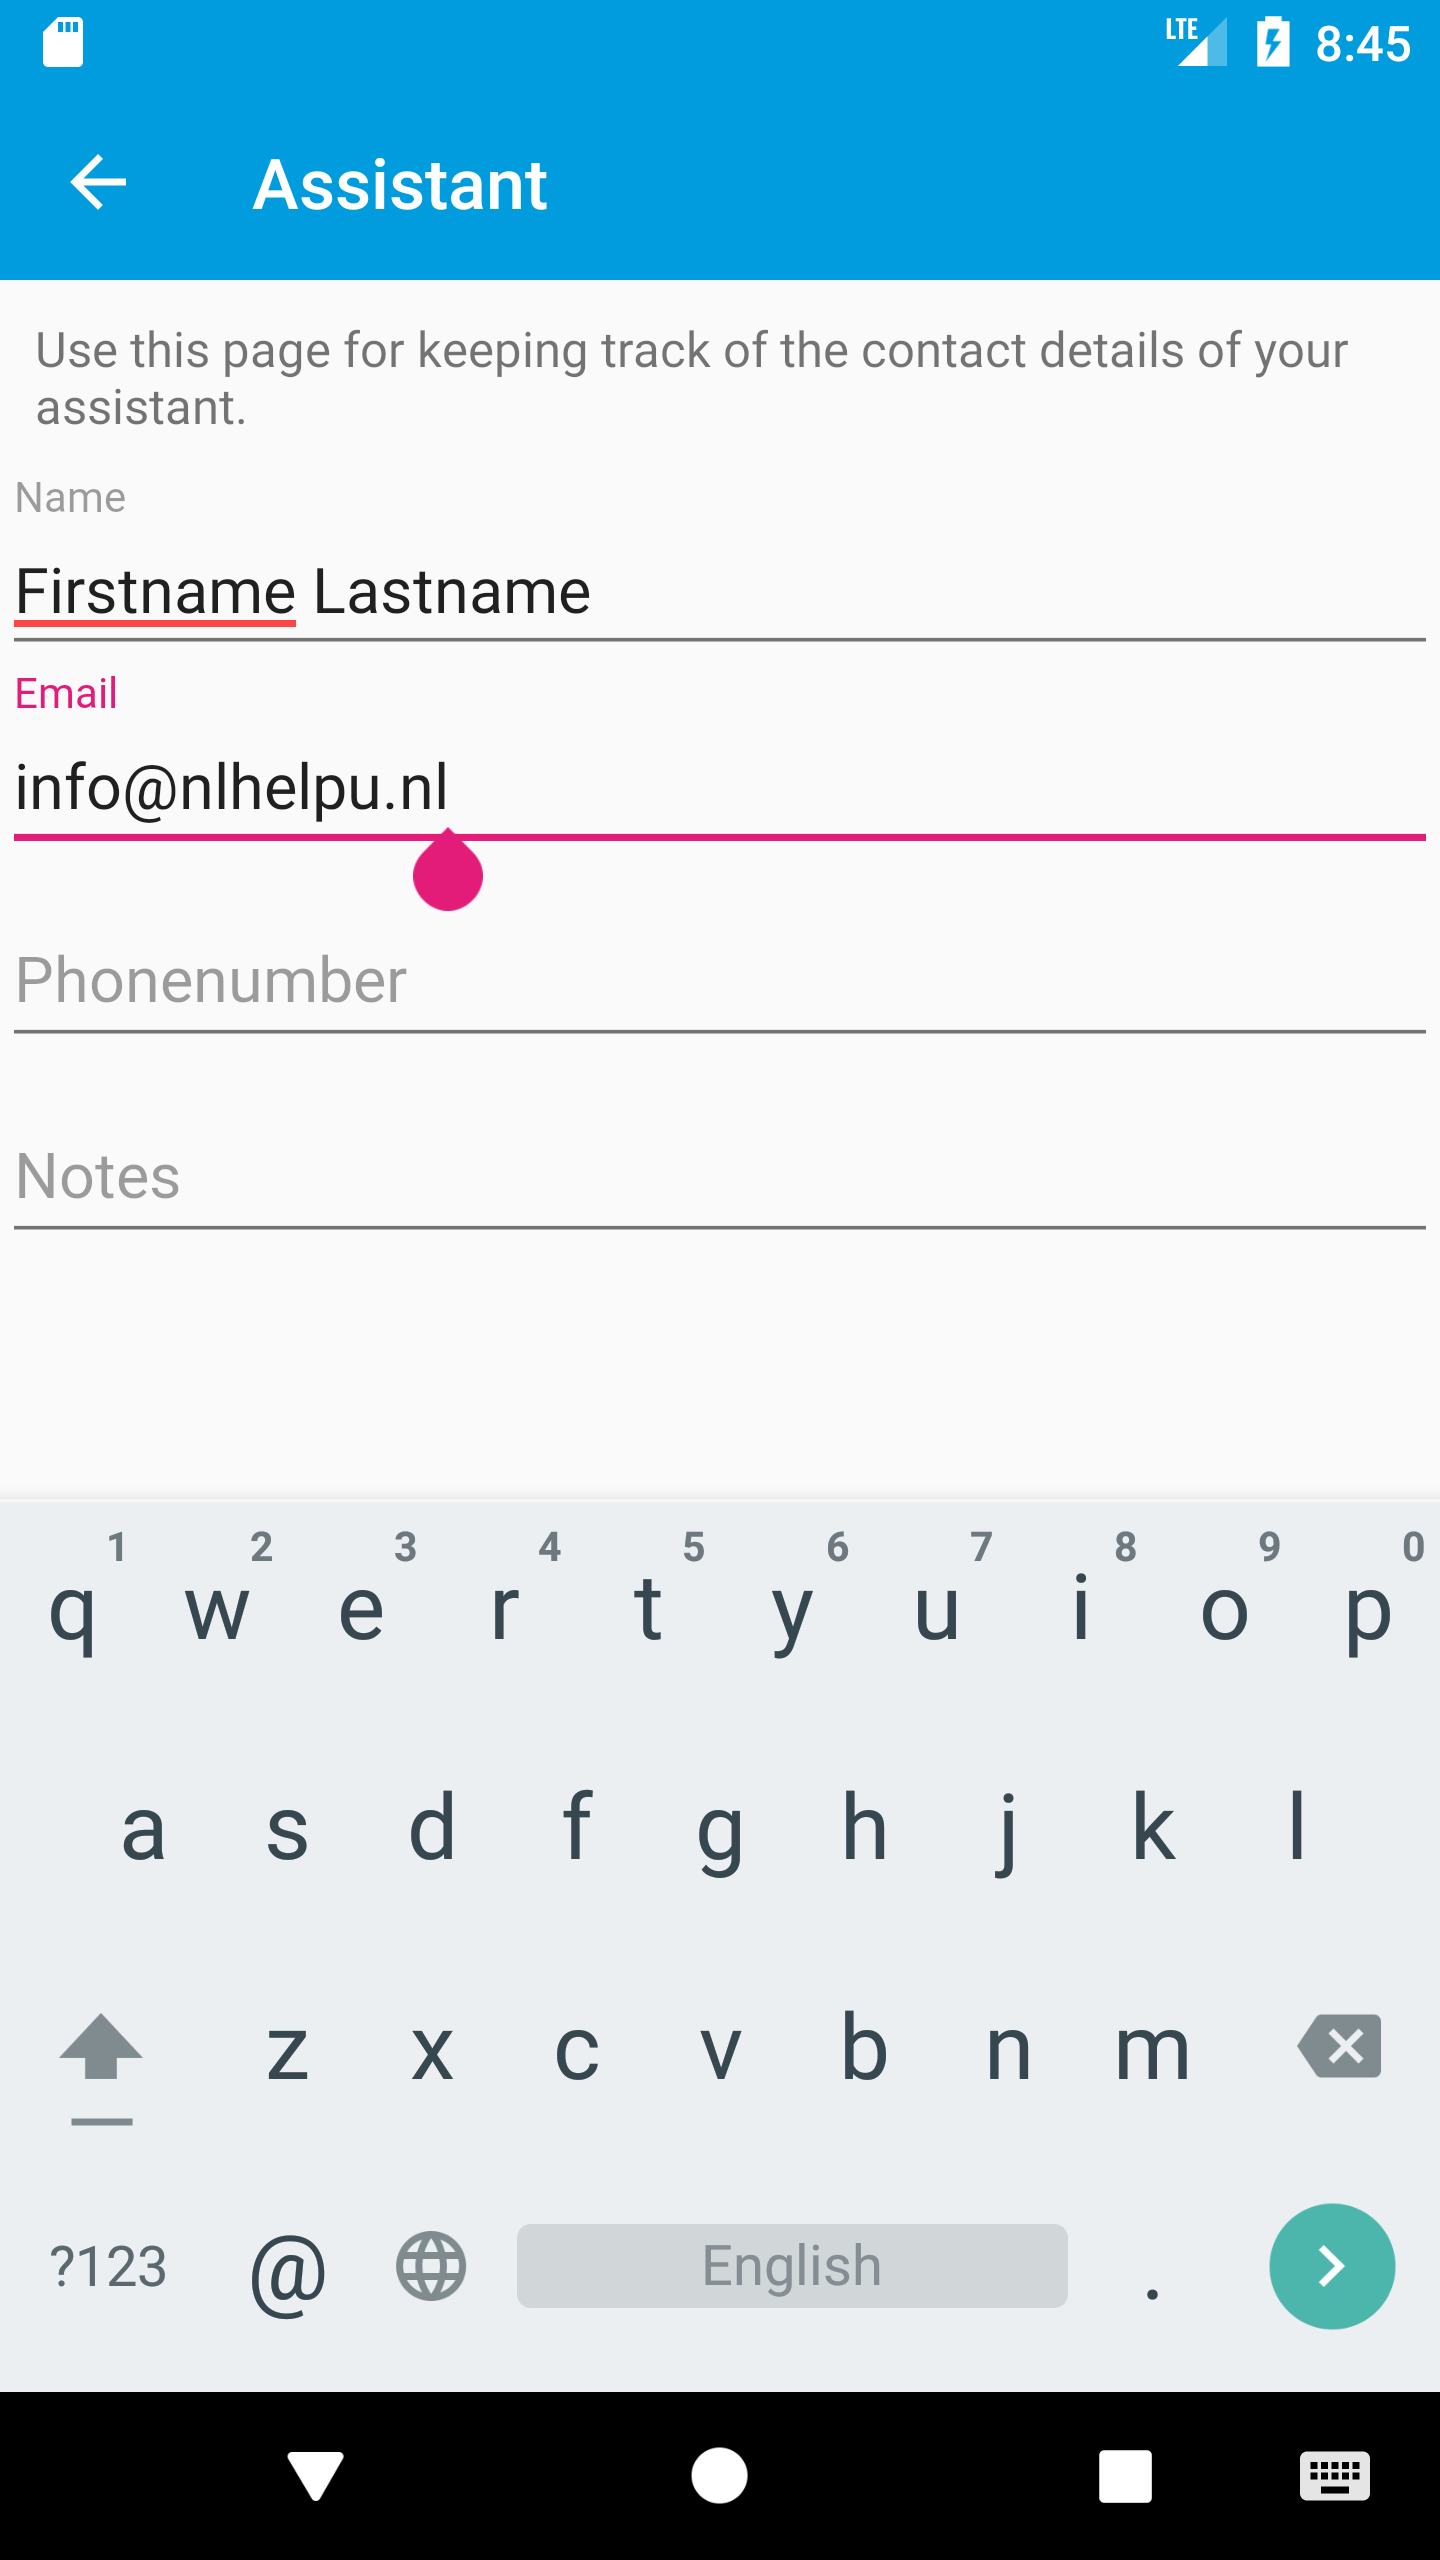 LTE 8:45
Assistant
Use this page for keeping track of the contact details of your
assistant.
Name
Firstname Lastname
Email
info@nlhelpu.nl
Phonenumber
Notes
1 2 3 4 5 6 7 8 9 0
q w e r t y u i o p
a s d f g h j k l
z x c v b n m
?123 @ English .